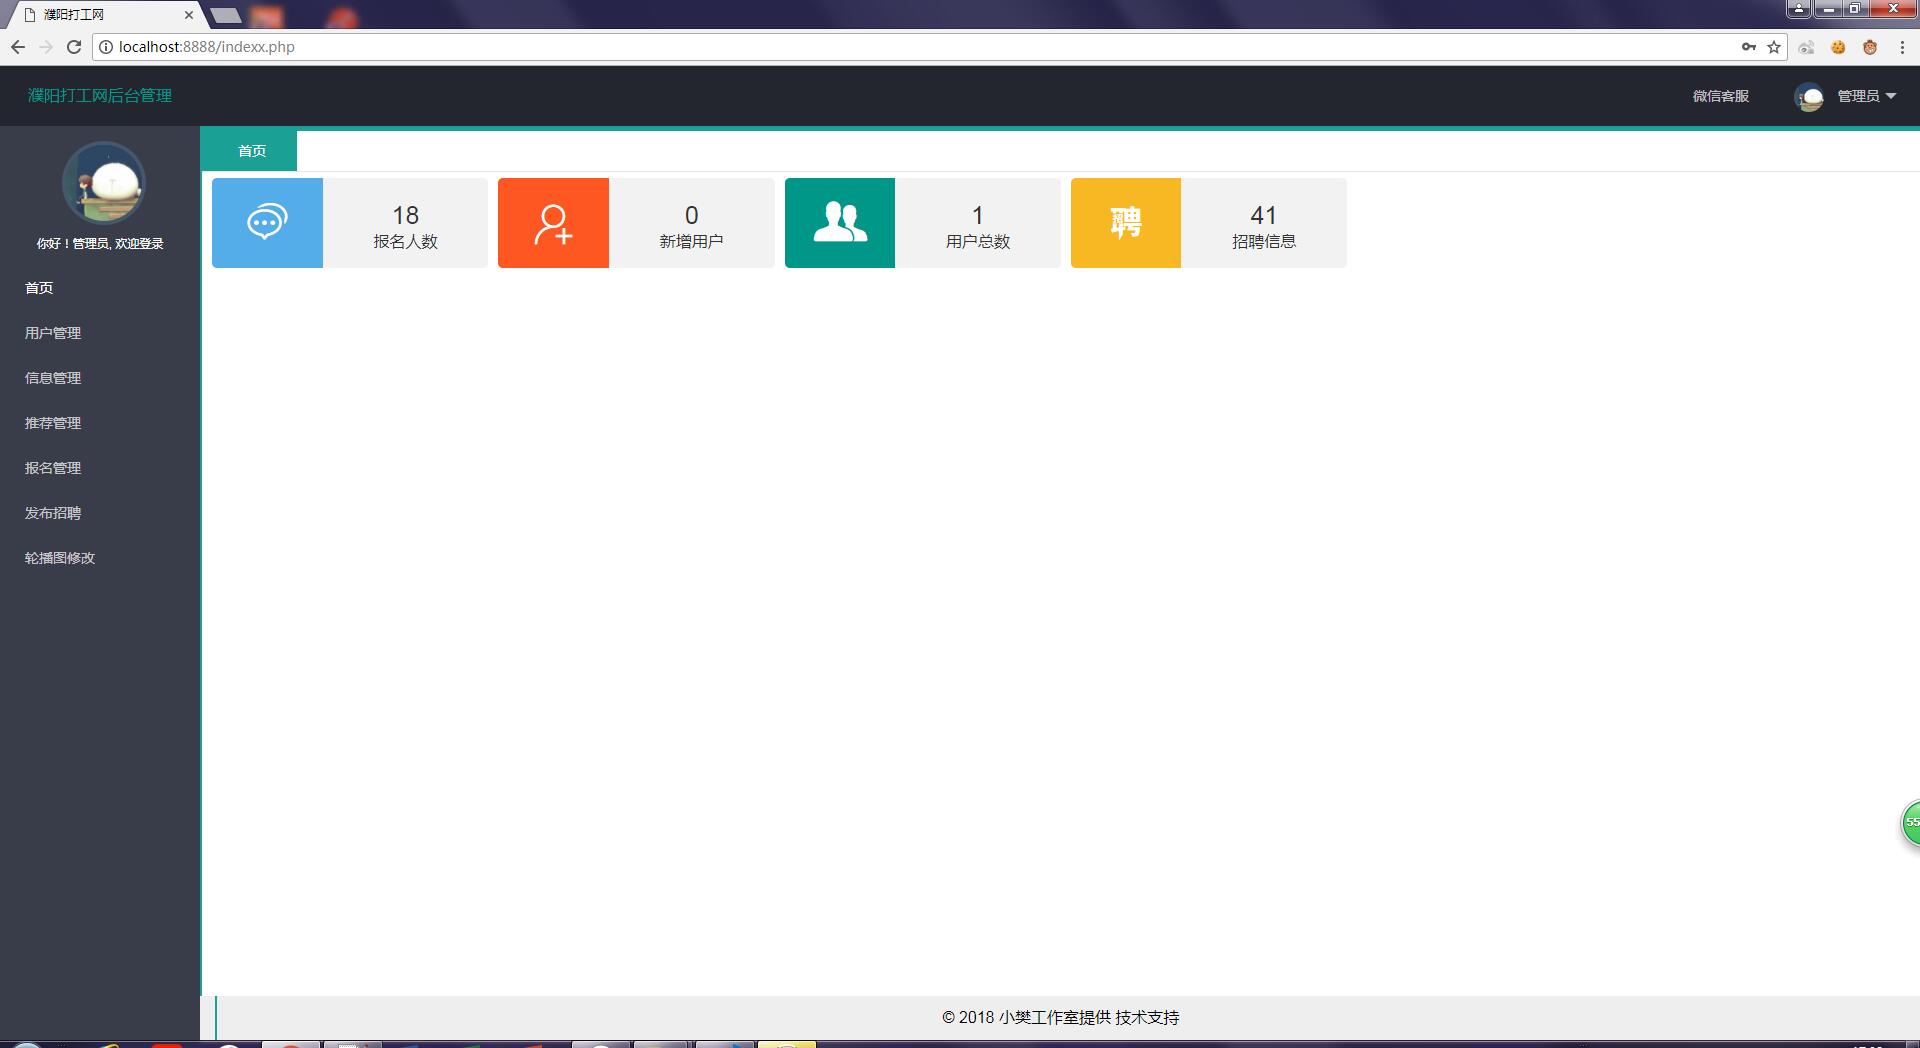 濮阳打工网
localhost:8888/indexx.php
濮阳打工网后台管理
微信客服
管理员
你好！管理员, 欢迎登录
首页
用户管理
信息管理
推荐管理
报名管理
发布招聘
轮播图修改
首页
18
报名人数
0
新增用户
1
用户总数
聘
41
招聘信息
55
© 2018 小樊工作室提供 技术支持